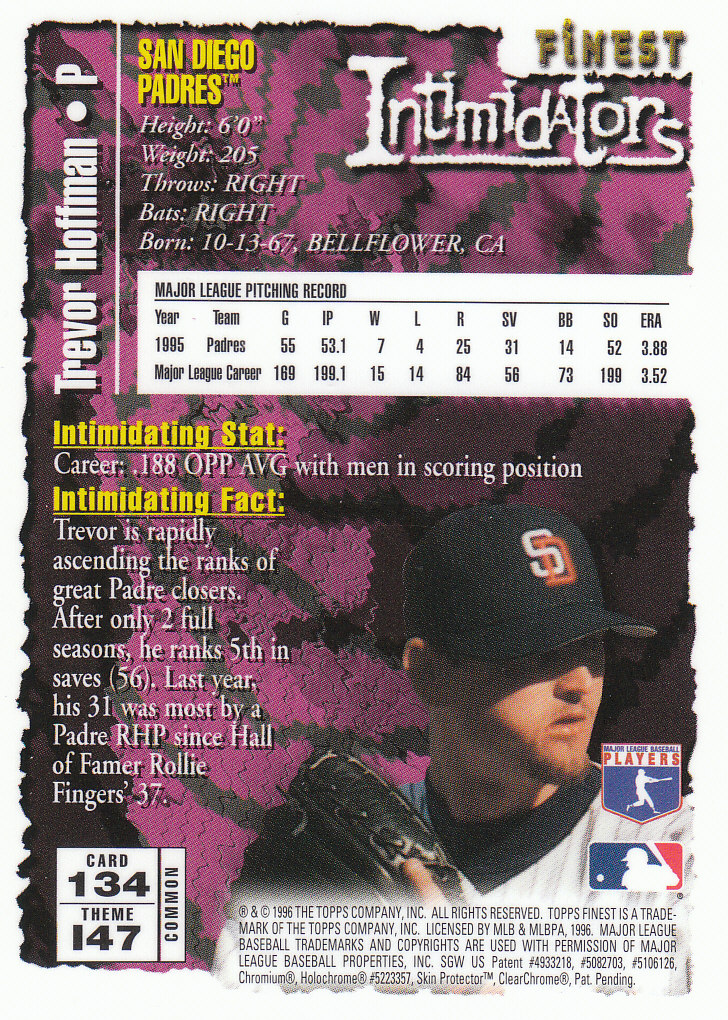 FINEST
Intimidators
SAN DIEGO
PADRES™
Height: 6'0"
Weight: 205
Throws: RIGHT
Bats: RIGHT
Born: 10-13-67, BELLFLOWER, CA
Trevor Hoffman • P
MAJOR LEAGUE PITCHING RECORD
Year Team G IP W L R SV BB SO ERA
1995 Padres 55 53.1 7 4 25 31 14 52 3.88
Major League Career 169 199.1 15 14 84 56 73 199 3.52
Intimidating Stat:
Career: .188 OPP AVG with men in scoring position
Intimidating Fact:
Trevor is rapidly
ascending the ranks of
great Padre closers.
After only 2 full
seasons, he ranks 5th in
saves (56). Last year,
his 31 was most by a
Padre RHP since Hall
of Famer Rollie
Fingers' 37.
SD
MAJOR LEAGUE BASEBALL
PLAYERS
CARD
134
THEME
I47
COMMON
® & © 1996 THE TOPPS COMPANY, INC. ALL RIGHTS RESERVED. TOPPS FINEST IS A TRADE-
MARK OF THE TOPPS COMPANY, INC. LICENSED BY MLB & MLBPA, 1996. MAJOR LEAGUE
BASEBALL TRADEMARKS AND COPYRIGHTS ARE USED WITH PERMISSION OF MAJOR
LEAGUE BASEBALL PROPERTIES, INC. SGW US Patent #4933218, #5082703, #5106126,
Chromium®, Holochrome® #5223357, Skin Protector™, ClearChrome®, Pat. Pending.